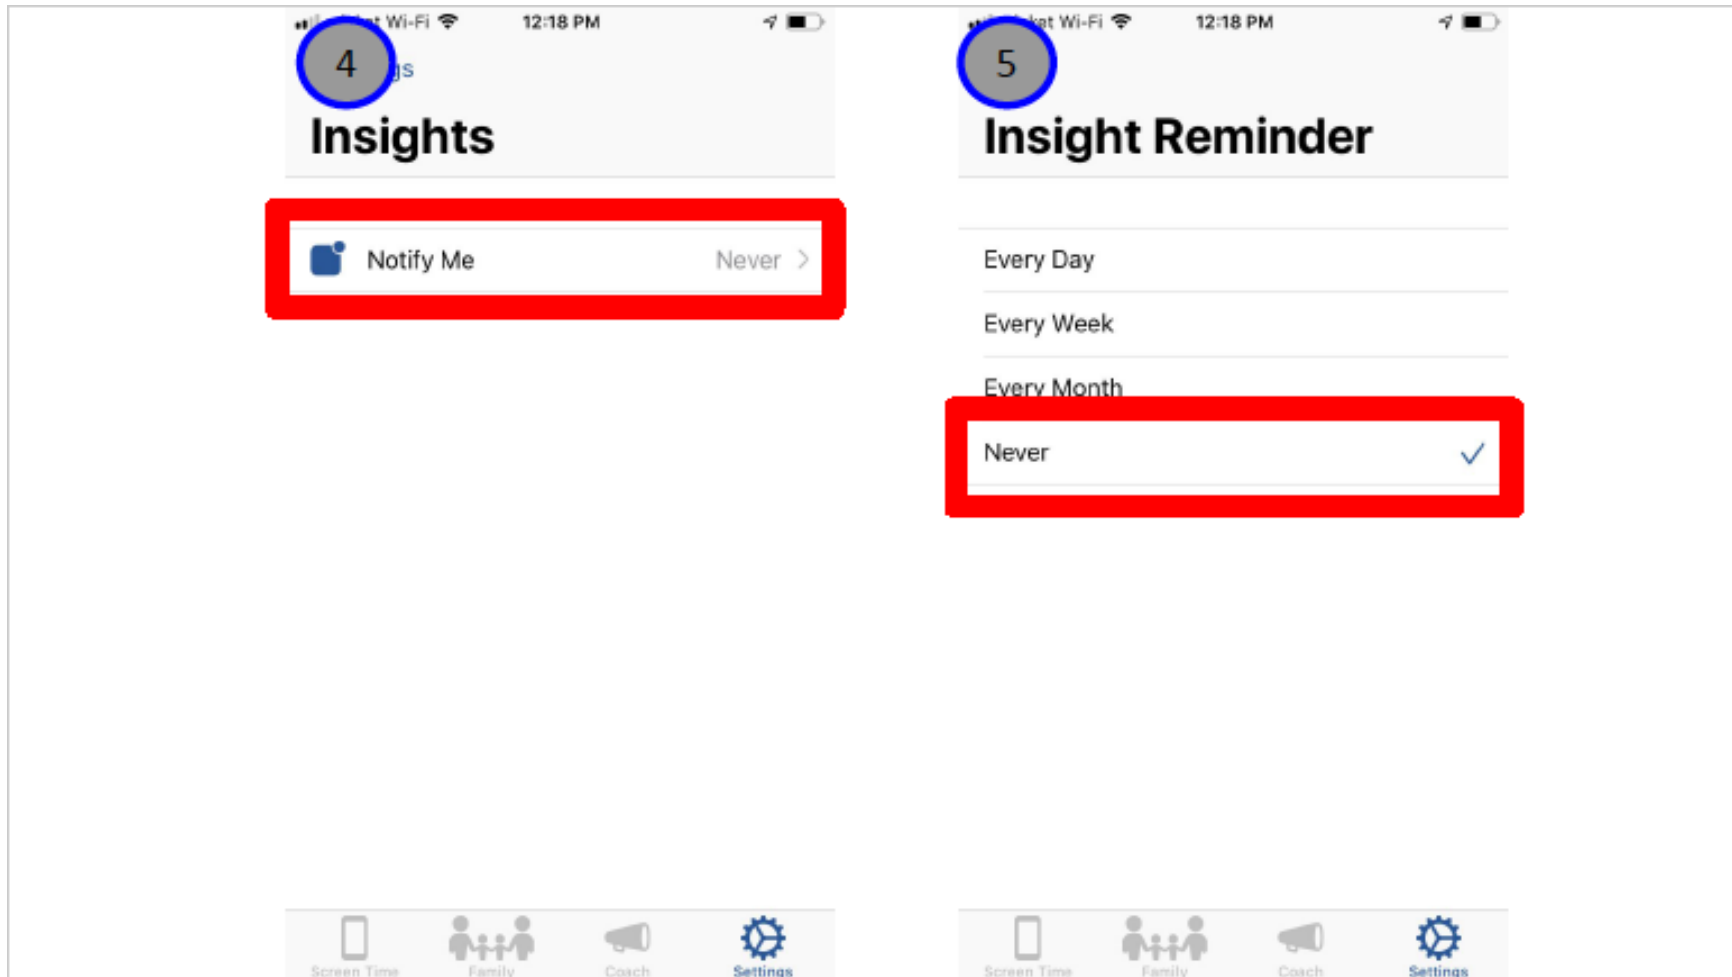 Wi-Fi 12:18 PM
4
Insights
Notify Me Never
Screen Time Family Coach Settings
Wi-Fi 12:18 PM
5
Insight Reminder
Every Day
Every Week
Every Month
Never
Screen Time Family Coach Settings